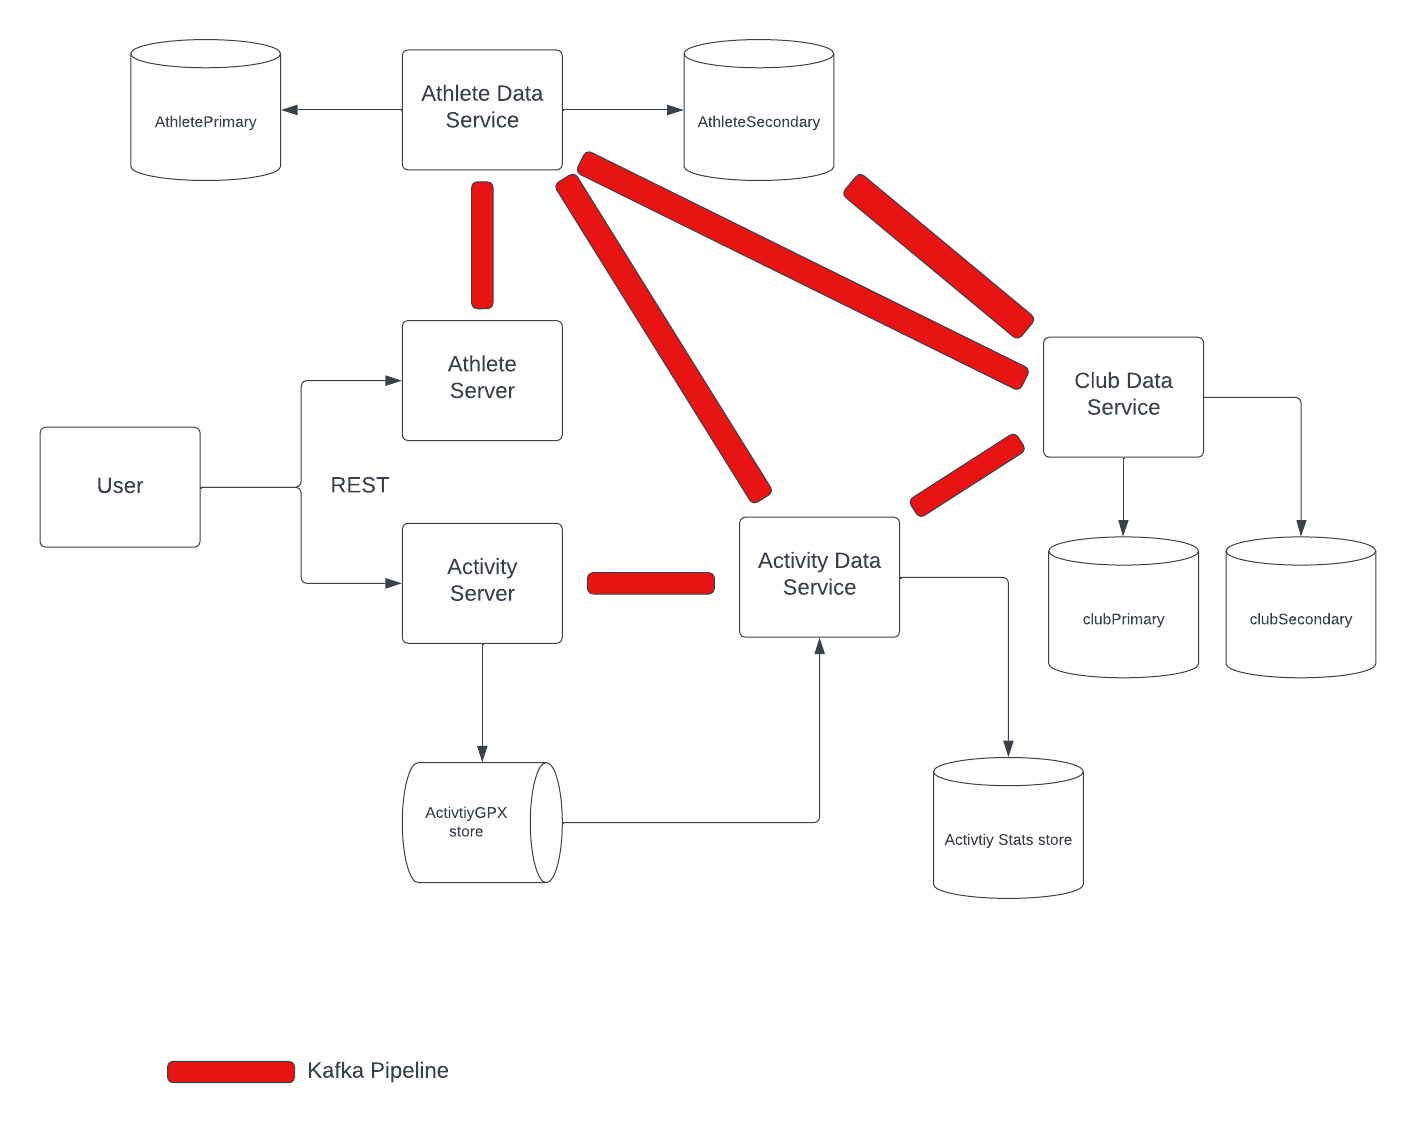 AthletePrimary
Athlete Data
Service
AthleteSecondary
Athlete
Server
Club Data
Service
User
REST
Activity
Server
Activity Data
Service
clubPrimary
clubSecondary
ActivtiyGPX
store
Activtiy Stats store
Kafka Pipeline